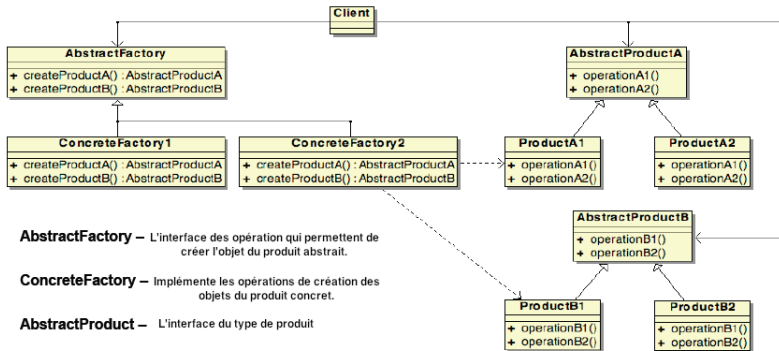 Client
AbstractFactory
+ createProductA() : AbstractProductA
+ createProductB() : AbstractProductB
AbstractProductA
+ operationA1()
+ operationA2()
ConcreteFactory1
+ createProductA() : AbstractProductA
+ createProductB() : AbstractProductB
ConcreteFactory2
+ createProductA() : AbstractProductA
+ createProductB() : AbstractProductB
ProductA1
+ operationA1()
+ operationA2()
ProductA2
+ operationA1()
+ operationA2()
AbstractProductB
+ operationB1()
+ operationB2()
ProductB1
+ operationB1()
+ operationB2()
ProductB2
+ operationB1()
+ operationB2()
AbstractFactory – L'interface des opération qui permettent de
créer l'objet du produit abstrait.
ConcreteFactory – Implémente les opérations de création des
objets du produit concret.
AbstractProduct – L'interface du type de produit